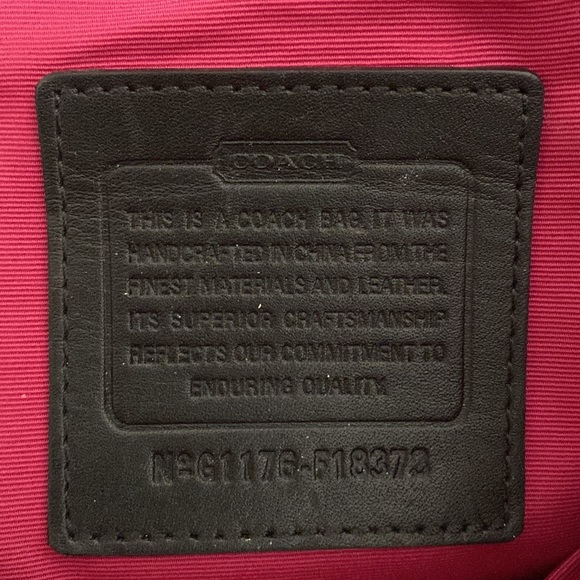 COACH
THIS IS A COACH BAG. IT WAS
HANDCRAFTED IN CHINA FROM THE
FINEST MATERIALS AND LEATHER.
ITS SUPERIOR CRAFTSMANSHIP
REFLECTS OUR COMMITMENT TO
ENDURING QUALITY.
Nº G1176-F18373